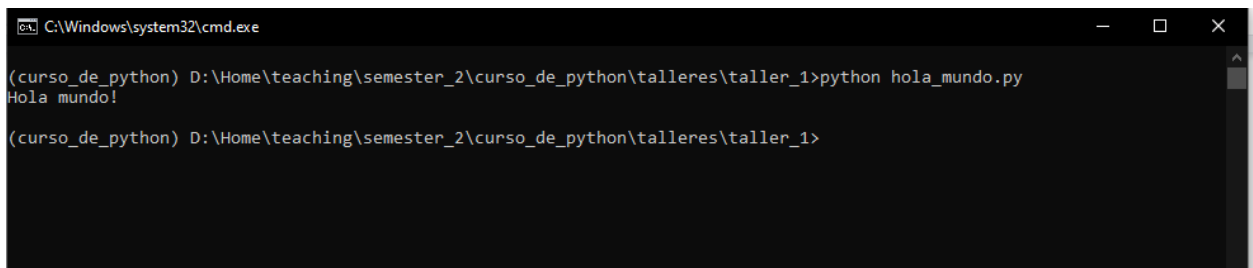 C:\Windows\system32\cmd.exe
(curso_de_python) D:\Home\teaching\semester_2\curso_de_python\talleres\taller_1>python hola_mundo.py
Hola mundo!
(curso_de_python) D:\Home\teaching\semester_2\curso_de_python\talleres\taller_1>